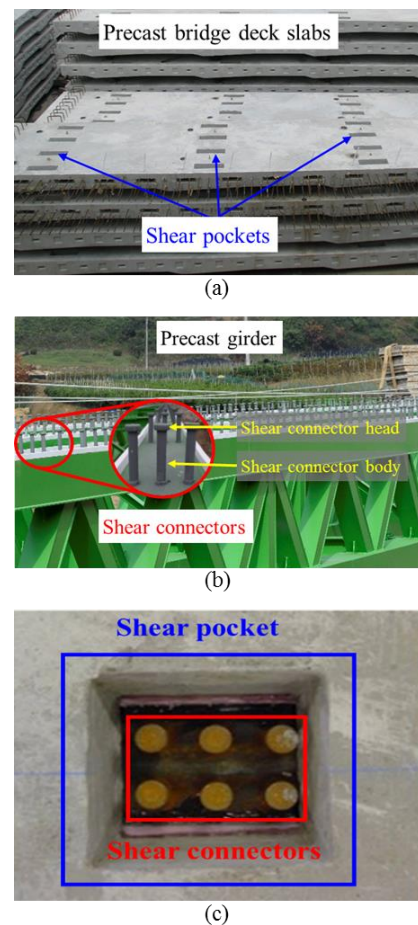 Precast bridge deck slabs
Shear pockets
(a)
Precast girder
Shear connector head
Shear connector body
Shear connectors
(b)
Shear pocket
Shear connectors
(c)